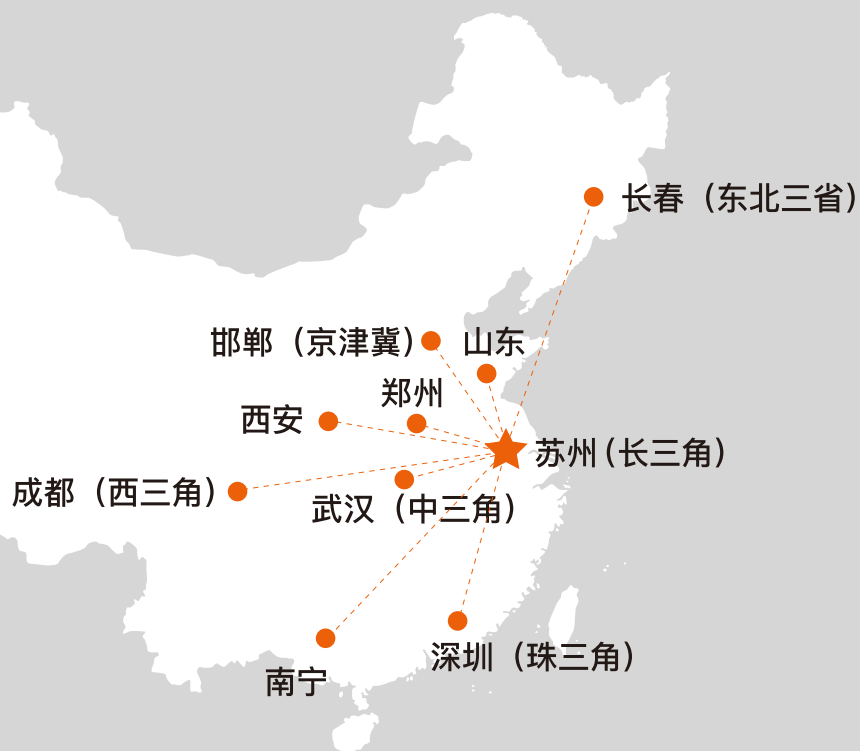 长春（东北三省）
邯郸（京津冀）
山东
郑州
西安
苏州（长三角）
成都（西三角）
武汉（中三角）
深圳（珠三角）
南宁